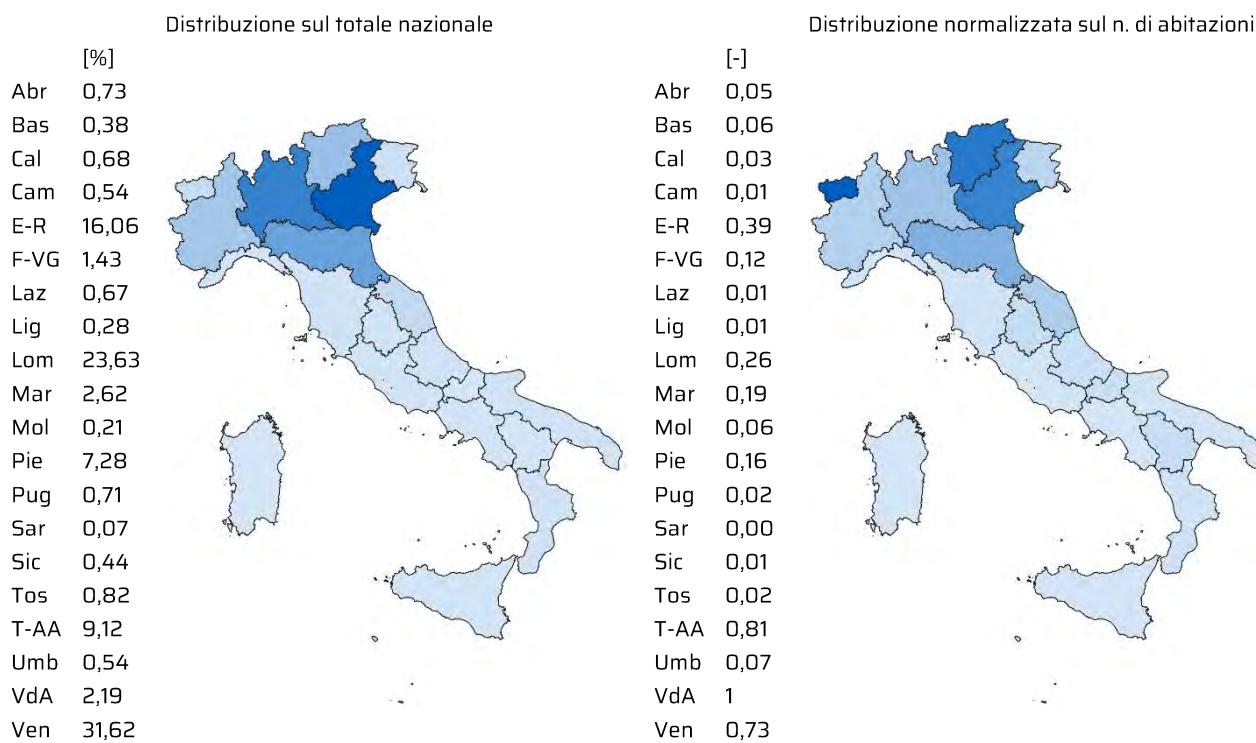 Distribuzione sul totale nazionale
[%]
Abr 0,73
Bas 0,38
Cal 0,68
Cam 0,54
E-R 16,06
F-VG 1,43
Laz 0,67
Lig 0,28
Lom 23,63
Mar 2,62
Mol 0,21
Pie 7,28
Pug 0,71
Sar 0,07
Sic 0,44
Tos 0,82
T-AA 9,12
Umb 0,54
VdA 2,19
Ven 31,62
Distribuzione normalizzata sul n. di abitazioni
[-]
Abr 0,05
Bas 0,06
Cal 0,03
Cam 0,01
E-R 0,39
F-VG 0,12
Laz 0,01
Lig 0,01
Lom 0,26
Mar 0,19
Mol 0,06
Pie 0,16
Pug 0,02
Sar 0,00
Sic 0,01
Tos 0,02
T-AA 0,81
Umb 0,07
VdA 1
Ven 0,73